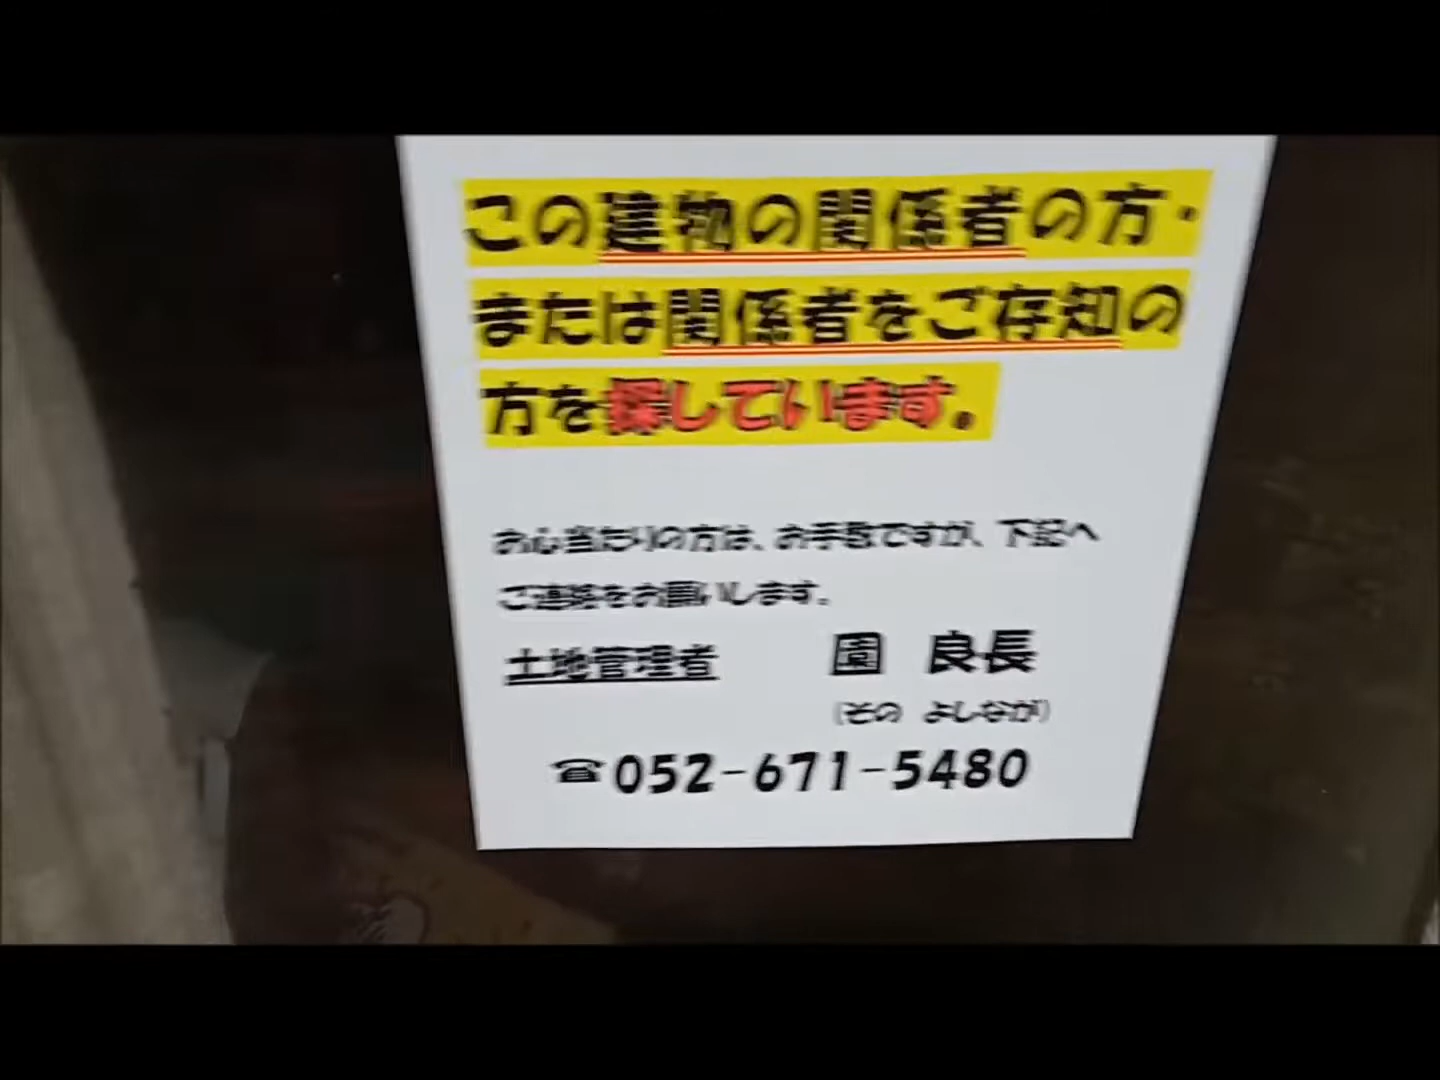 この建物の関係者の方・
または関係者をご存知の
方を探しています。
お心当たりの方は、お手数ですが、下記へ
ご連絡をお願いします。
土地管理者 園 良長
(その よしなが)
☎052-671-5480